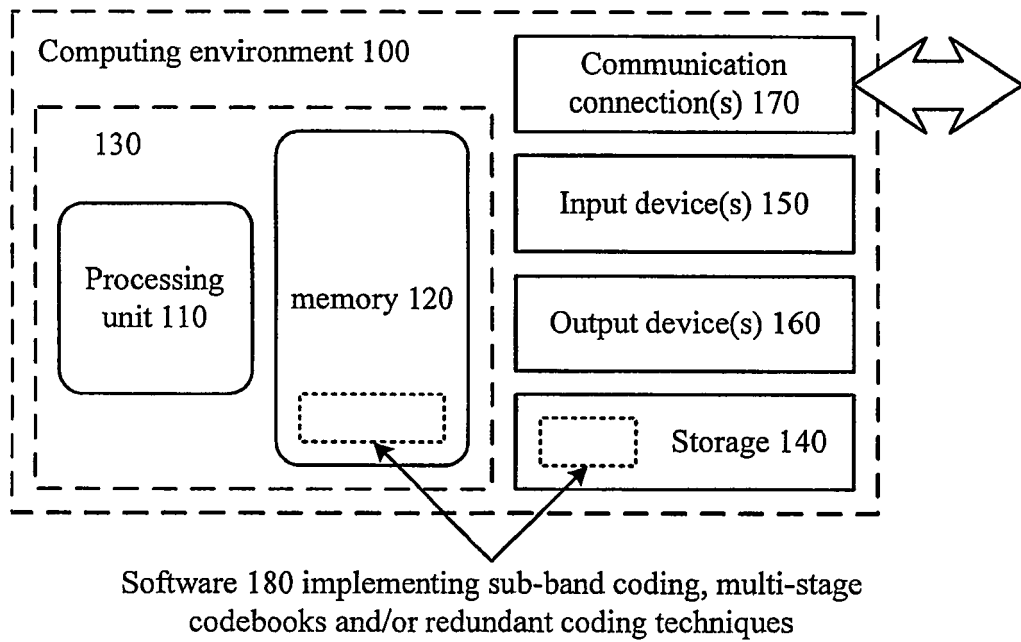 Computing environment 100
Communication
connection(s) 170
130
Input device(s) 150
Processing
unit 110
memory 120
Output device(s) 160
Storage 140
Software 180 implementing sub-band coding, multi-stage
codebooks and/or redundant coding techniques